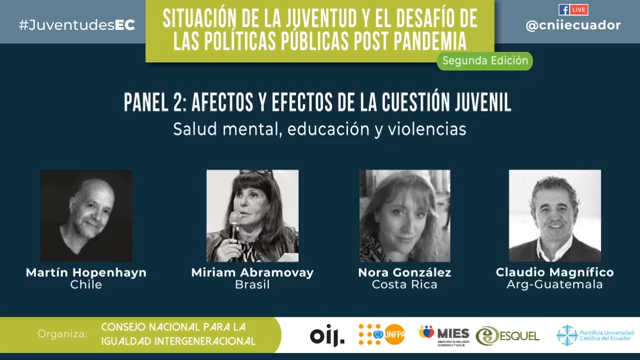 #JuventudesEC
SITUACIÓN DE LA JUVENTUD Y EL DESAFÍO DE
LAS POLÍTICAS PÚBLICAS POST PANDEMIA
Segunda Edición
LIVE
@cniiecuador
PANEL 2: AFECTOS Y EFECTOS DE LA CUESTIÓN JUVENIL
Salud mental, educación y violencias
Martín Hopenhayn
Chile
Miriam Abramovay
Brasil
Nora González
Costa Rica
Claudio Magnífico
Arg-Guatemala
Organiza:
CONSEJO NACIONAL PARA LA
IGUALDAD INTERGENERACIONAL
oij.
UNFPA
MIES
ESQUEL
Pontificia Universidad
Católica del Ecuador